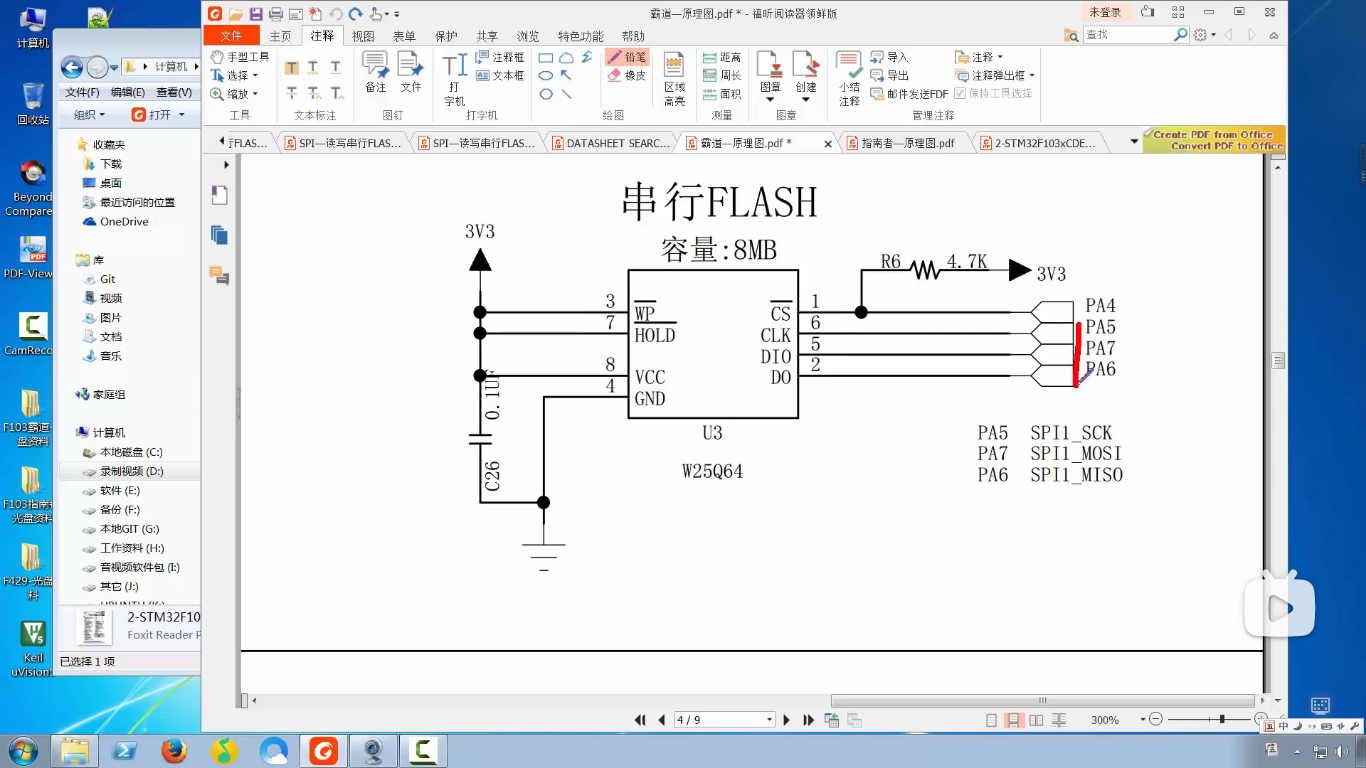 霸道—原理图.pdf * - 福昕阅读器领鲜版
未登录
文件 主页 注释 视图 表单 保护 共享 浏览 特色功能 帮助
查找
手型工具
选择
缩放
工具
文本标注
备注
文件
图钉
打字机
注释框
文本框
打字机
铅笔
橡皮
绘图
区域高亮
距离
周长
面积
测量
图章
创建
图章
小结注释
导入
导出
邮件发送FDF
注释
注释弹出框
保持工具选择
管理注释
行FLAS...
SPI—读写串行FLAS...
SPI—读写串行FLAS...
DATASHEET SEARC...
霸道—原理图.pdf *
指南者—原理图.pdf
2-STM32F103xCDE...
Create PDF from Office
Convert PDF to Office
计算机
回收站
Beyond Compare
PDF-View
CamReco
F103霸道-光盘资料
F103指南-光盘资料
F429-光盘料
Keil uVision
计算机
文件(F) 编辑(E) 查看(V)
组织 打开
收藏夹
下载
桌面
最近访问的位置
OneDrive
库
Git
视频
图片
文档
音乐
家庭组
计算机
本地磁盘 (C:)
录制视频 (D:)
软件 (E:)
备份 (F:)
本地GIT (G:)
工作资料 (H:)
音视频软件包 (I:)
其它 (J:)
2-STM32F10
Foxit Reader P
已选择 1 项
串行FLASH
容量:8MB
3V3
R6 4.7K
3V3
3 WP
7 HOLD
8 VCC
4 GND
CS 1
CLK 6
DIO 5
DO 2
PA4
PA5
PA7
PA6
0.1UF
C26
U3
W25Q64
PA5 SPI1_SCK
PA7 SPI1_MOSI
PA6 SPI1_MISO
4 / 9
300%
中